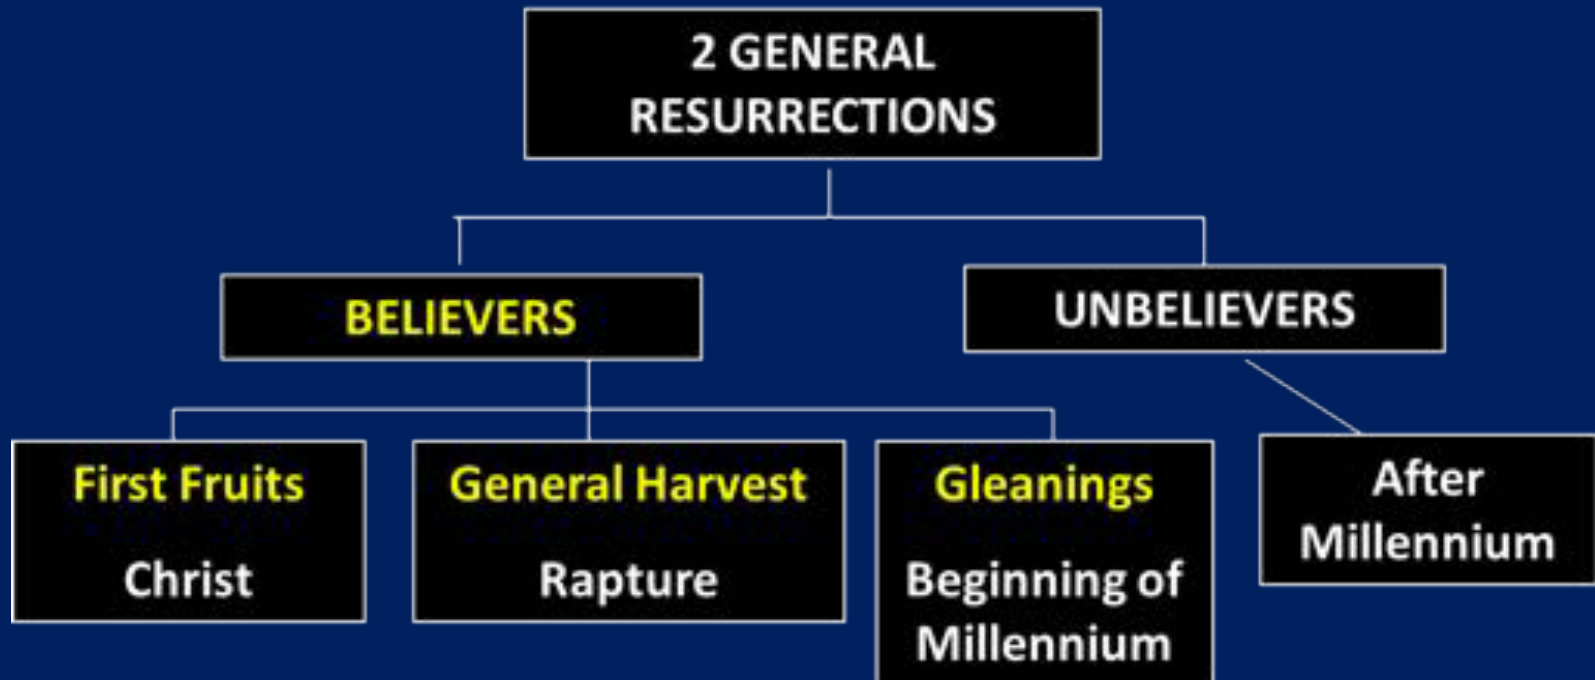 2 GENERAL
RESURRECTIONS
BELIEVERS
UNBELIEVERS
First Fruits
Christ
General Harvest
Rapture
Gleanings
Beginning of
Millennium
After
Millennium